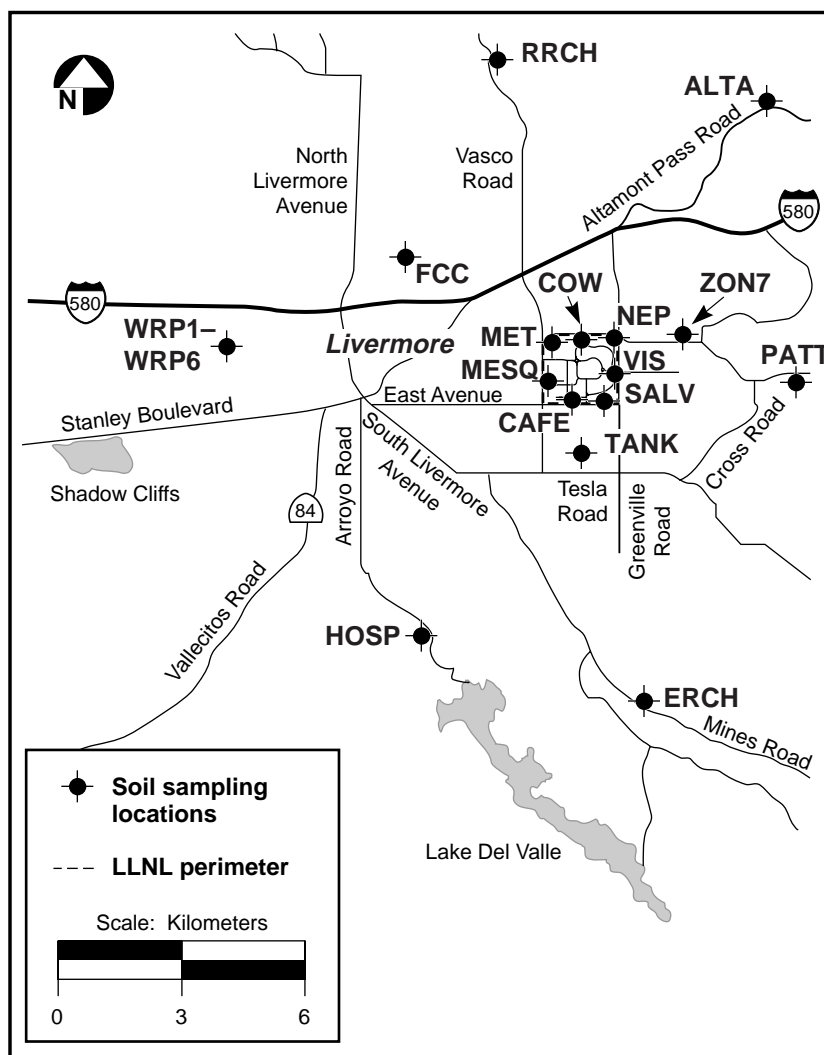 RRCH
ALTA
N
North
Livermore
Avenue
Vasco
Road
Altamont Pass Road
580
FCC
580
COW
ZON7
WRP1–
WRP6
NEP
MET
Livermore
VIS
PATT
MESQ
East Avenue
SALV
Stanley Boulevard
CAFE
Cross Road
South Livermore
Avenue
TANK
Shadow Cliffs
Arroyo Road
Tesla
Road
Greenville
Road
84
Vallecitos Road
HOSP
ERCH
Mines Road
Lake Del Valle
Soil sampling
locations
LLNL perimeter
Scale: Kilometers
0 3 6